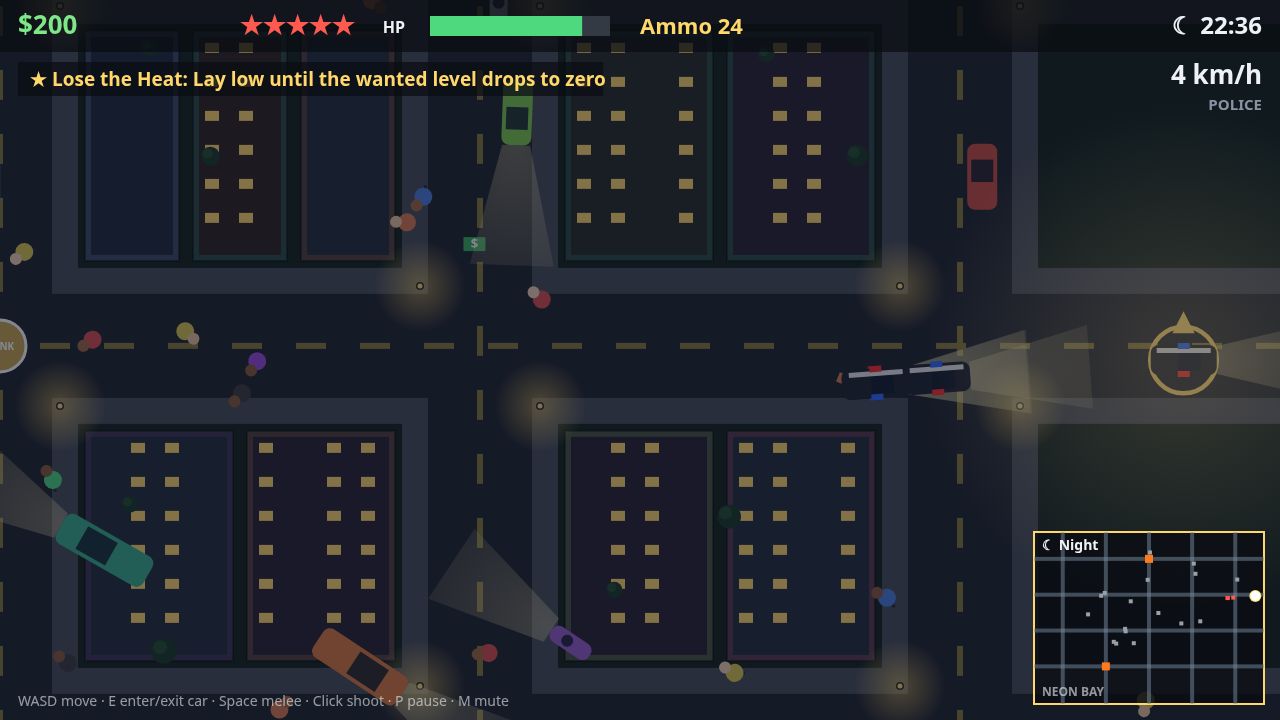 $200
★★★★★ HP
Ammo 24
☾ 22:36
★ Lose the Heat: Lay low until the wanted level drops to zero
4 km/h
POLICE
$
NK
☾ Night
NEON BAY
WASD move · E enter/exit car · Space melee · Click shoot · P pause · M mute